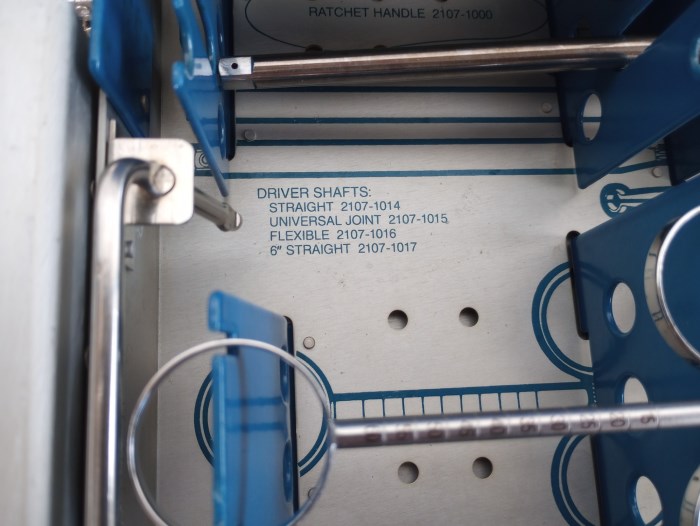 RATCHET HANDLE 2107-1000
DRIVER SHAFTS:
STRAIGHT 2107-1014
UNIVERSAL JOINT 2107-1015
FLEXIBLE 2107-1016
6" STRAIGHT 2107-1017